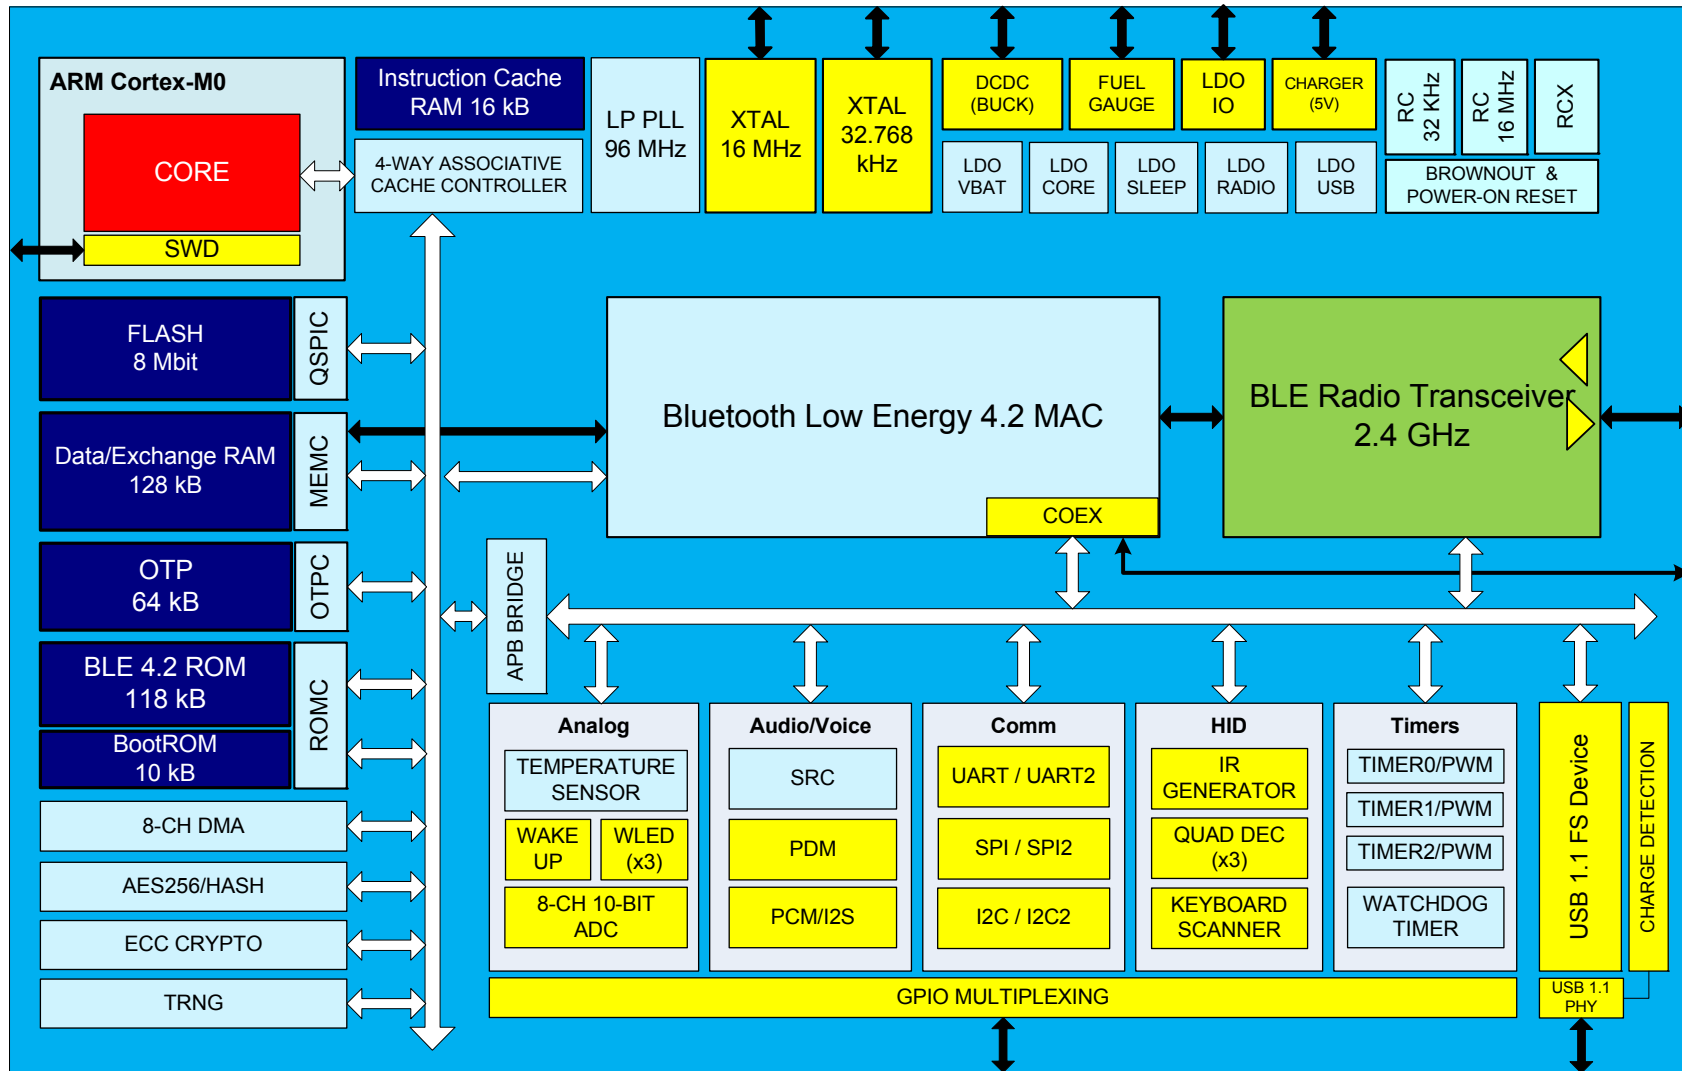 ARM Cortex-M0
CORE
SWD
Instruction Cache
RAM 16 kB
4-WAY ASSOCIATIVE
CACHE CONTROLLER
LP PLL
96 MHz
XTAL
16 MHz
XTAL
32.768
kHz
DCDC
(BUCK)
FUEL
GAUGE
LDO
IO
CHARGER
(5V)
LDO
VBAT
LDO
CORE
LDO
SLEEP
LDO
RADIO
LDO
USB
RC
32 KHz
RC
16 MHz
RCX
BROWNOUT &
POWER-ON RESET
FLASH
8 Mbit
QSPIC
Data/Exchange RAM
128 kB
MEMC
OTP
64 kB
OTPC
BLE 4.2 ROM
118 kB
BootROM
10 kB
ROMC
8-CH DMA
AES256/HASH
ECC CRYPTO
TRNG
Bluetooth Low Energy 4.2 MAC
COEX
BLE Radio Transceiver
2.4 GHz
APB BRIDGE
Analog
TEMPERATURE
SENSOR
WAKE
UP
WLED
(x3)
8-CH 10-BIT
ADC
Audio/Voice
SRC
PDM
PCM/I2S
Comm
UART / UART2
SPI / SPI2
I2C / I2C2
HID
IR
GENERATOR
QUAD DEC
(x3)
KEYBOARD
SCANNER
Timers
TIMER0/PWM
TIMER1/PWM
TIMER2/PWM
WATCHDOG
TIMER
USB 1.1 FS Device
CHARGE DETECTION
GPIO MULTIPLEXING
USB 1.1
PHY